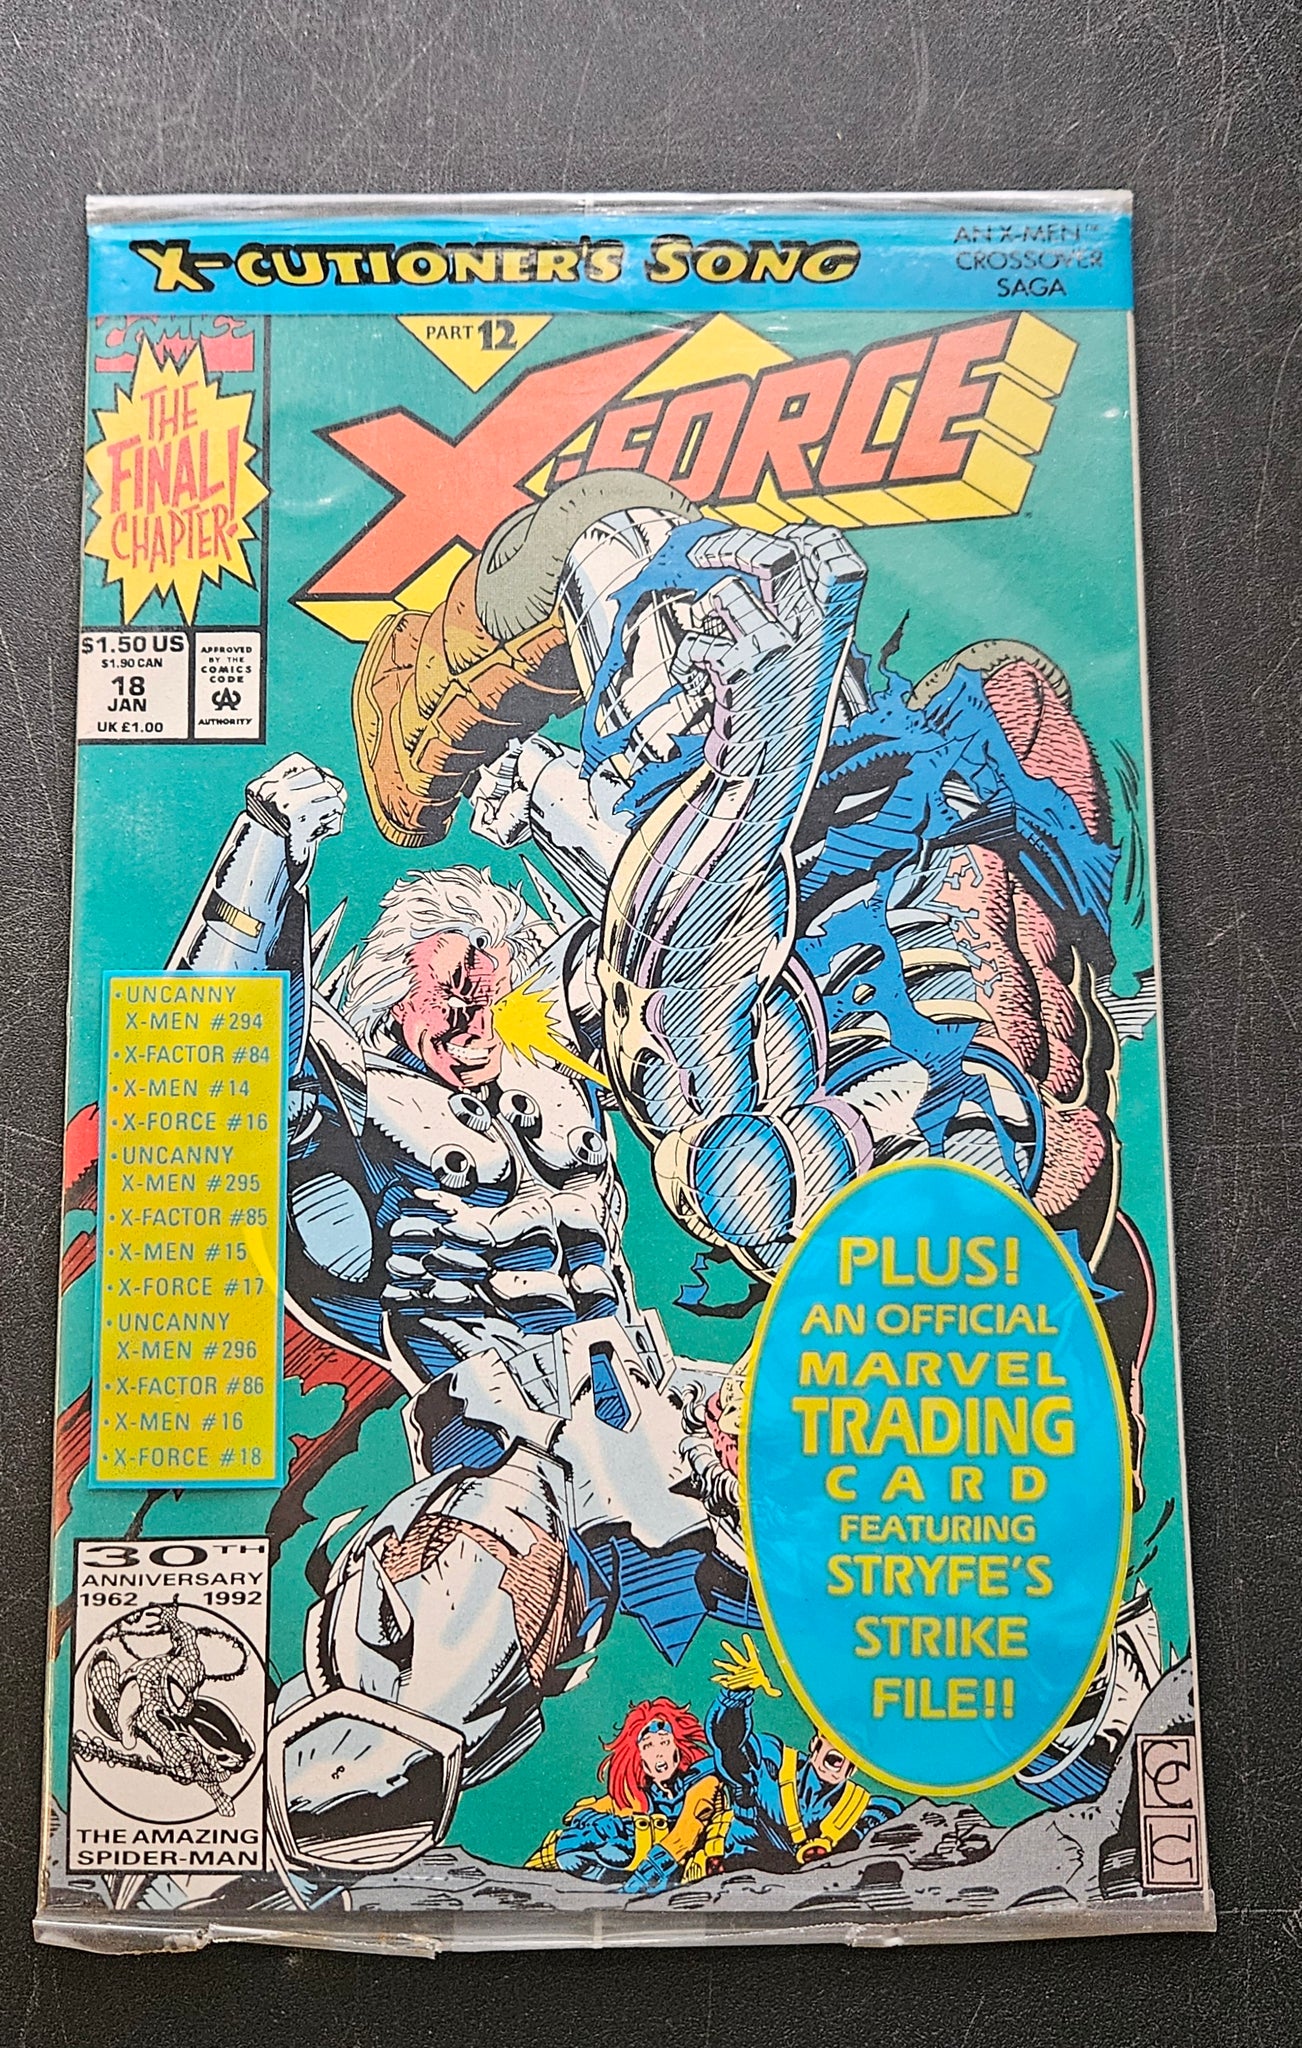 X-CUTIONER'S SONG
AN X-MEN™
CROSSOVER
SAGA
COMICS
PART 12
X-FORCE
THE
FINAL
CHAPTER!
$1.50 US
$1.90 CAN
18
JAN
UK £1.00
APPROVED
BY THE
COMICS
CODE
CA
AUTHORITY
• UNCANNY
X-MEN #294
• X-FACTOR #84
• X-MEN #14
• X-FORCE #16
• UNCANNY
X-MEN #295
• X-FACTOR #85
• X-MEN #15
• X-FORCE #17
• UNCANNY
X-MEN #296
• X-FACTOR #86
• X-MEN #16
• X-FORCE #18
PLUS!
AN OFFICIAL
MARVEL
TRADING
CARD
FEATURING
STRYFE'S
STRIKE
FILE!!
30TH
ANNIVERSARY
1962 1992
THE AMAZING
SPIDER-MAN